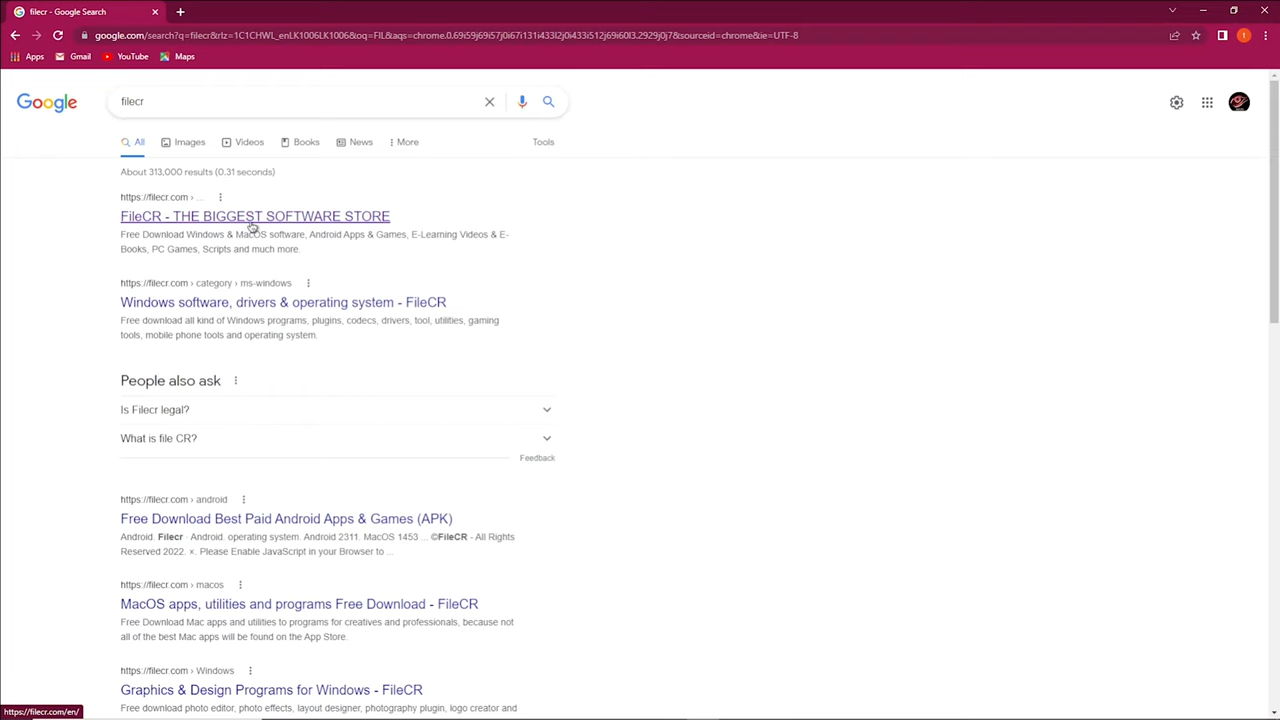 filecr - Google Search
google.com/search?q=filecr&rlz=1C1CHWL_enLK1006LK1006&oq=FIL&aqs=chrome.0.69i59j69i57j0i67i131i433l2j0i433i512j69i60l3.2929j0j7&sourceid=chrome&ie=UTF-8
Apps Gmail YouTube Maps
Google filecr
All Images Videos Books News More Tools
About 313,000 results (0.31 seconds)
https://filecr.com › ...
FileCR - THE BIGGEST SOFTWARE STORE
Free Download Windows & MacOS software, Android Apps & Games, E-Learning Videos & E-
Books, PC Games, Scripts and much more.
https://filecr.com › category › ms-windows
Windows software, drivers & operating system - FileCR
Free download all kind of Windows programs, plugins, codecs, drivers, tool, utilities, gaming
tools, mobile phone tools and operating system.
People also ask
Is Filecr legal?
What is file CR?
Feedback
https://filecr.com › android
Free Download Best Paid Android Apps & Games (APK)
Android. Filecr · Android. operating system. Android 2311. MacOS 1453 ... ©FileCR - All Rights
Reserved 2022. ×. Please Enable JavaScript in your Browser to ...
https://filecr.com › macos
MacOS apps, utilities and programs Free Download - FileCR
Free Download Mac apps and utilities to programs for creatives and professionals, because not
all of the best Mac apps will be found on the App Store.
https://filecr.com › Windows
Graphics & Design Programs for Windows - FileCR
Free download photo editor, photo effects, layout designer, photography plugin, logo creator and
https://filecr.com/en/